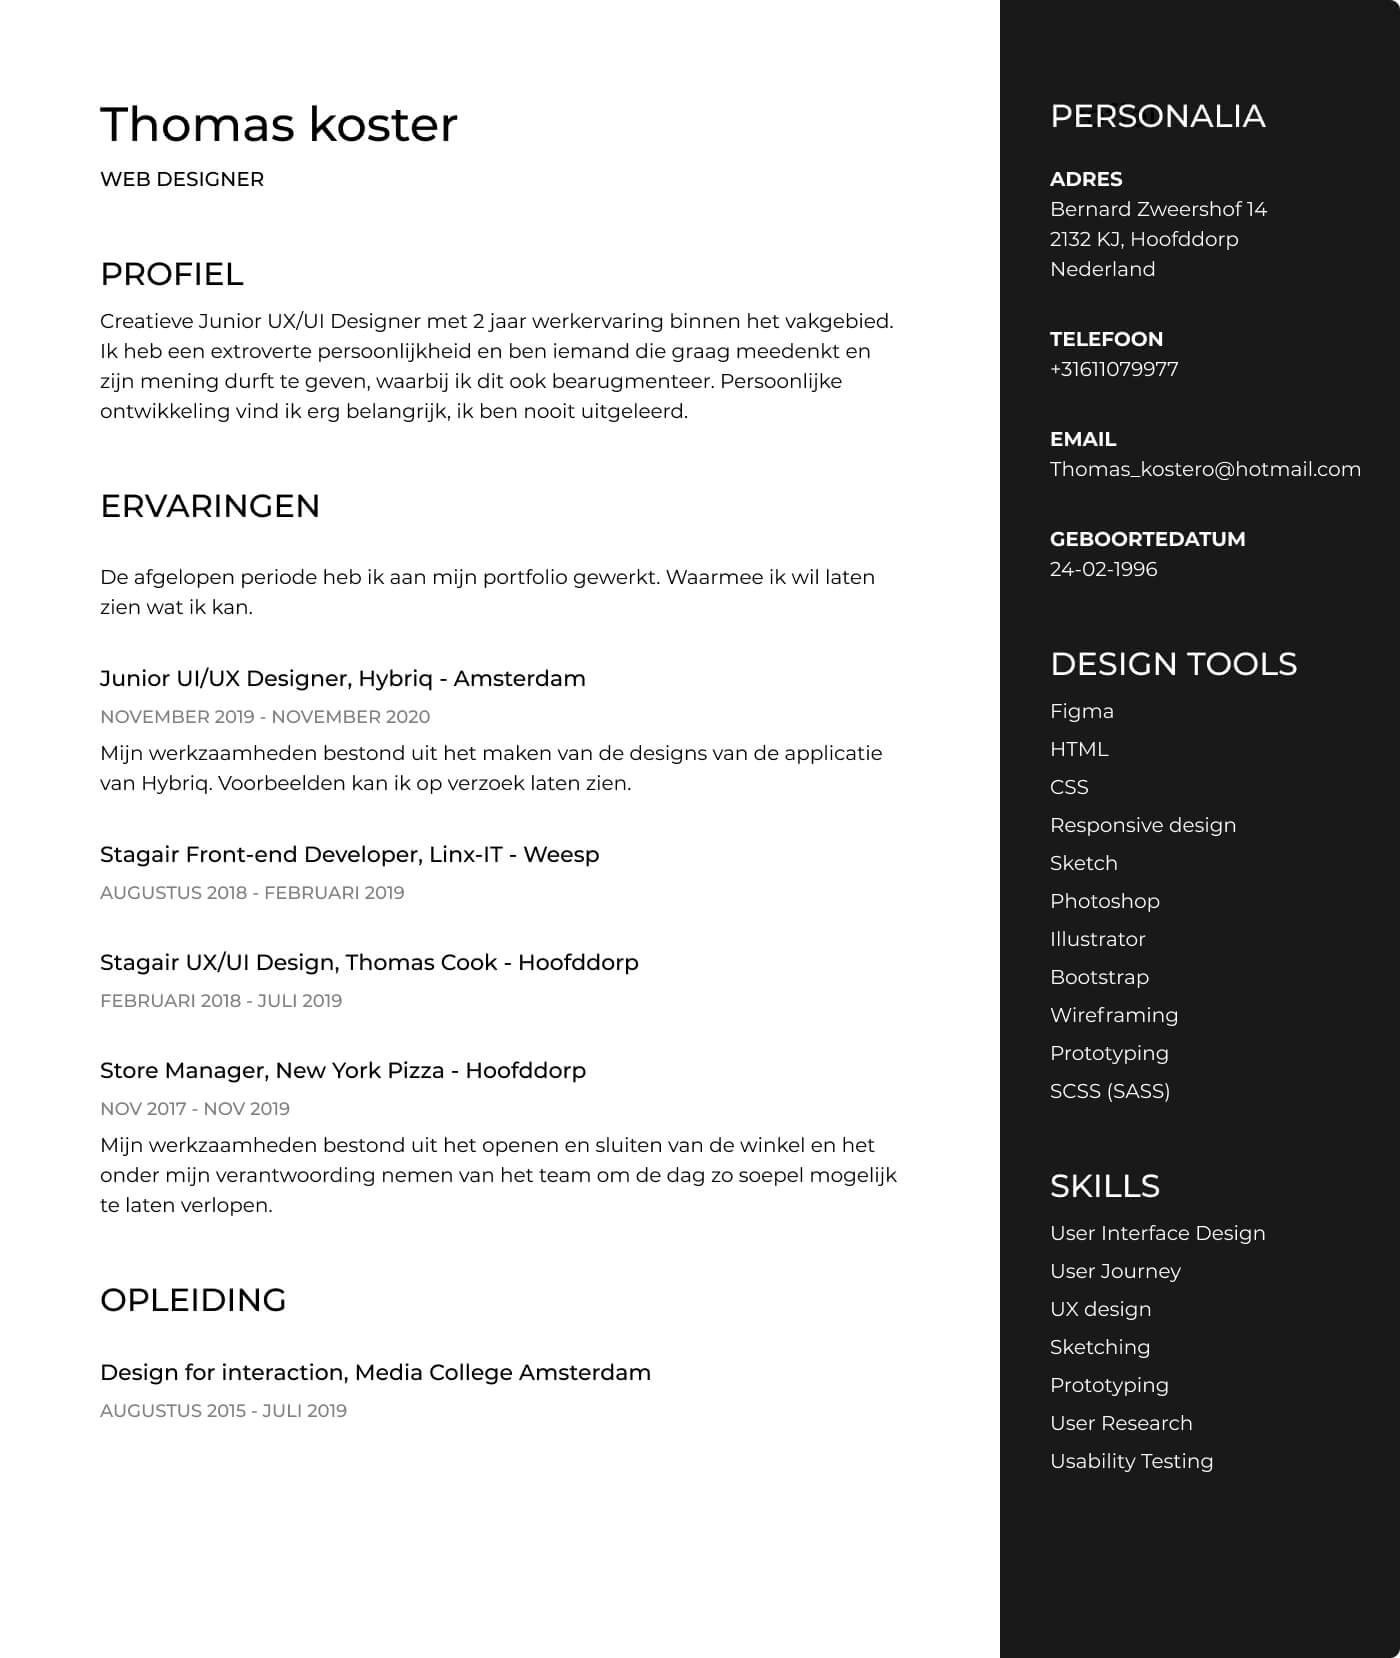 Thomas koster
WEB DESIGNER
PROFIEL
Creatieve Junior UX/UI Designer met 2 jaar werkervaring binnen het vakgebied.
Ik heb een extroverte persoonlijkheid en ben iemand die graag meedenkt en
zijn mening durft te geven, waarbij ik dit ook bearugmenteer. Persoonlijke
ontwikkeling vind ik erg belangrijk, ik ben nooit uitgeleerd.
ERVARINGEN
De afgelopen periode heb ik aan mijn portfolio gewerkt. Waarmee ik wil laten
zien wat ik kan.
Junior UI/UX Designer, Hybriq - Amsterdam
NOVEMBER 2019 - NOVEMBER 2020
Mijn werkzaamheden bestond uit het maken van de designs van de applicatie
van Hybriq. Voorbeelden kan ik op verzoek laten zien.
Stagair Front-end Developer, Linx-IT - Weesp
AUGUSTUS 2018 - FEBRUARI 2019
Stagair UX/UI Design, Thomas Cook - Hoofddorp
FEBRUARI 2018 - JULI 2019
Store Manager, New York Pizza - Hoofddorp
NOV 2017 - NOV 2019
Mijn werkzaamheden bestond uit het openen en sluiten van de winkel en het
onder mijn verantwoording nemen van het team om de dag zo soepel mogelijk
te laten verlopen.
OPLEIDING
Design for interaction, Media College Amsterdam
AUGUSTUS 2015 - JULI 2019
PERSONALIA
ADRES
Bernard Zweershof 14
2132 KJ, Hoofddorp
Nederland
TELEFOON
+31611079977
EMAIL
Thomas_kostero@hotmail.com
GEBOORTEDATUM
24-02-1996
DESIGN TOOLS
Figma
HTML
CSS
Responsive design
Sketch
Photoshop
Illustrator
Bootstrap
Wireframing
Prototyping
SCSS (SASS)
SKILLS
User Interface Design
User Journey
UX design
Sketching
Prototyping
User Research
Usability Testing